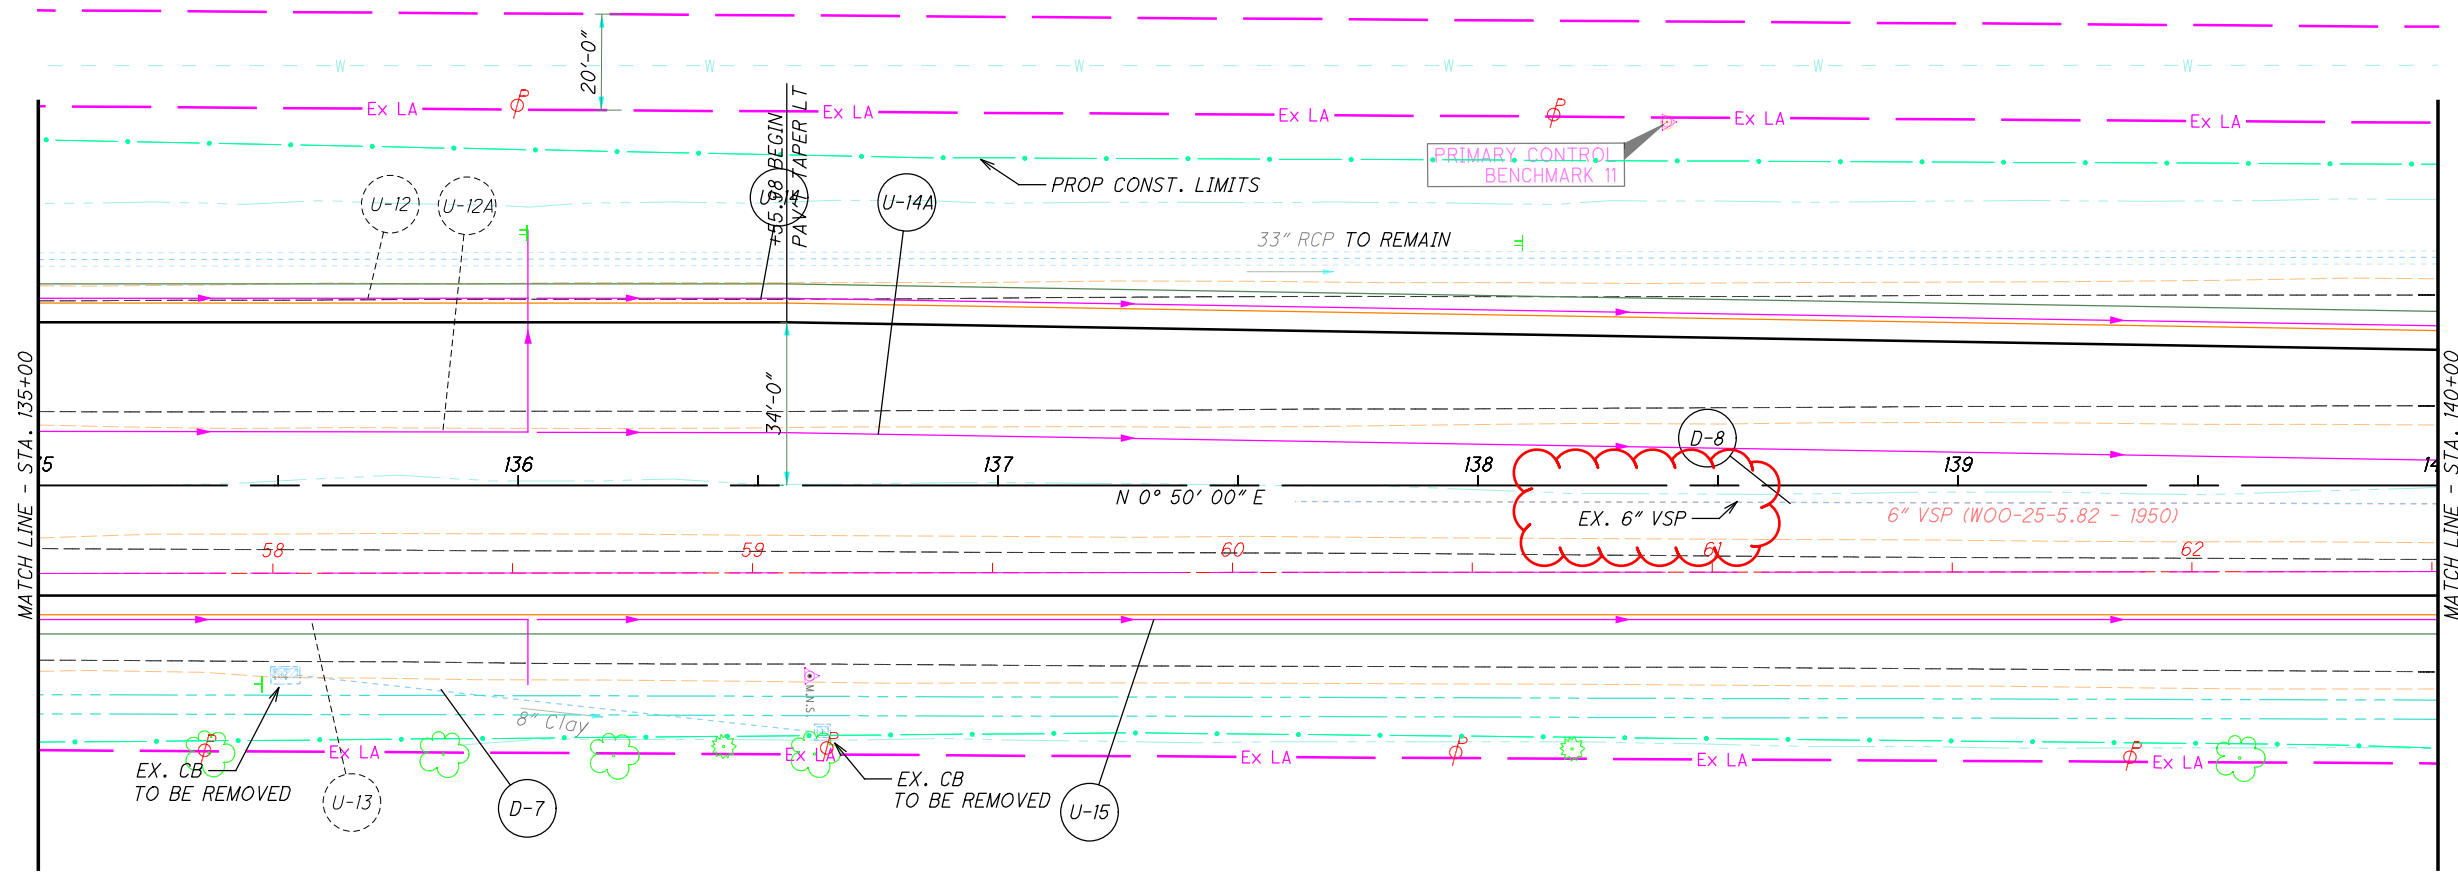 20'-0"
W W W W W W
Ex LA Ex LA Ex LA Ex LA Ex LA
P P
+55.98 BEGIN
PAV'T TAPER LT
PRIMARY CONTROL
BENCHMARK 11
PROP CONST. LIMITS
U-12 U-12A U-14 U-14A
33" RCP TO REMAIN
34'-0"
MATCH LINE - STA. 135+00
MATCH LINE - STA. 140+00
D-8
5 136 137 138 139 14
N 0° 50' 00" E
EX. 6" VSP
6" VSP (WOO-25-5.82 - 1950)
58 59 60 61 62
M.N.S.
8" Clay
P P P P
Ex LA Ex LA Ex LA Ex LA Ex LA
EX. CB
TO BE REMOVED
EX. CB
TO BE REMOVED
U-13 D-7 U-15